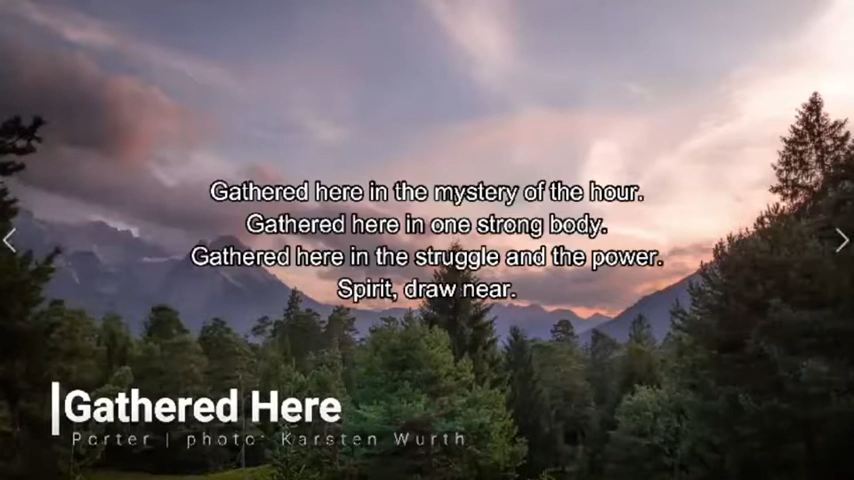 Gathered here in the mystery of the hour.
Gathered here in one strong body.
Gathered here in the struggle and the power.
Spirit, draw near.
Gathered Here
Porter | photo: Karsten Wurth